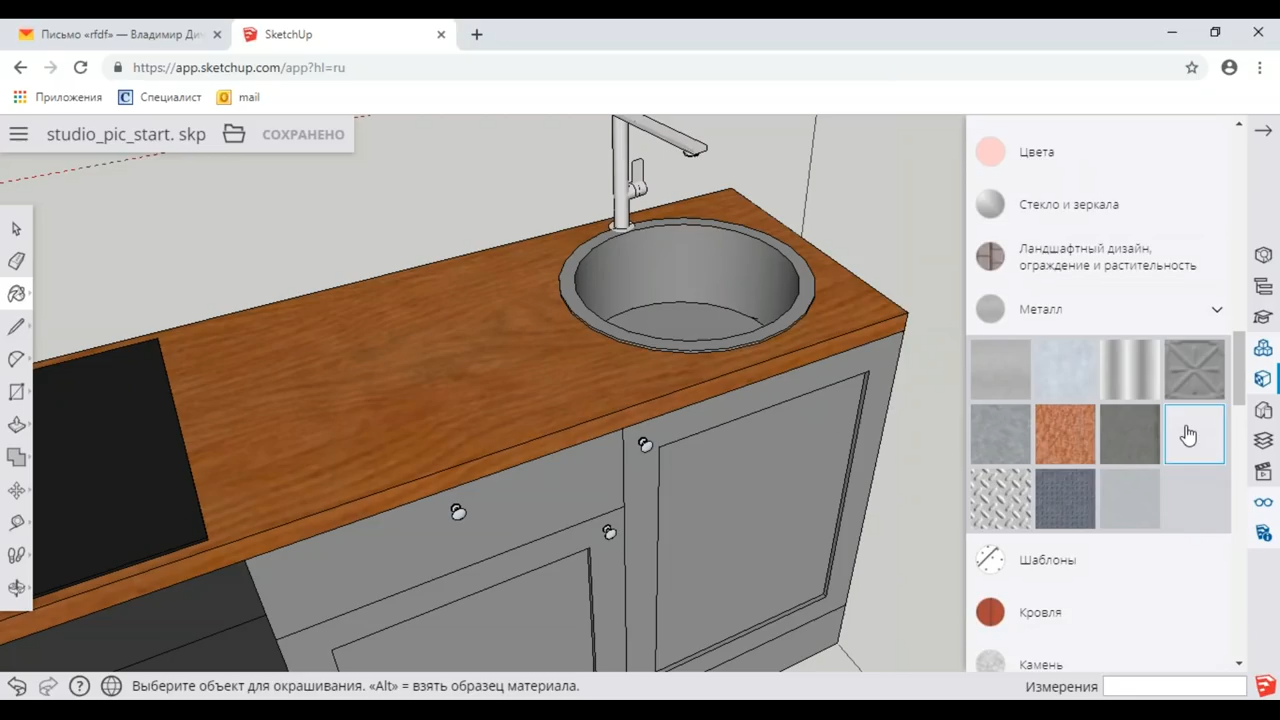 Письмо «rfdf» — Владимир Дич
SketchUp
https://app.sketchup.com/app?hl=ru
Приложения
Специалист
mail
studio_pic_start. skp
СОХРАНЕНО
Цвета
Стекло и зеркала
Ландшафтный дизайн,
ограждение и растительность
Металл
Шаблоны
Кровля
Камень
Выберите объект для окрашивания. «Alt» = взять образец материала.
Измерения